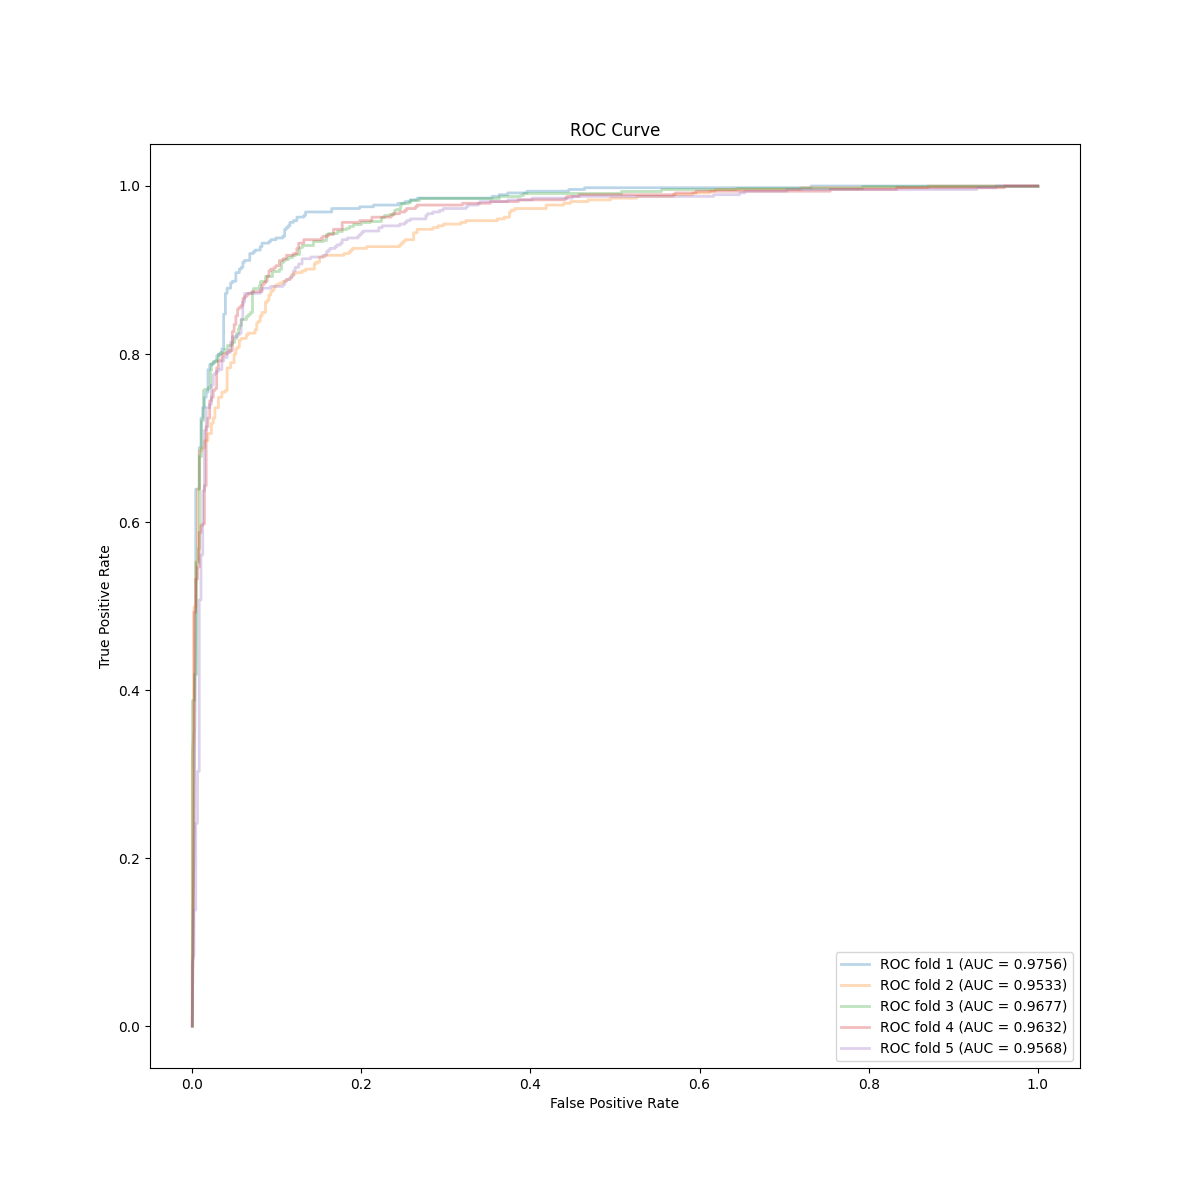 ROC Curve
1.0
0.8
0.6
0.4
0.2
0.0
True Positive Rate
0.0 0.2 0.4 0.6 0.8 1.0
False Positive Rate
ROC fold 1 (AUC = 0.9756)
ROC fold 2 (AUC = 0.9533)
ROC fold 3 (AUC = 0.9677)
ROC fold 4 (AUC = 0.9632)
ROC fold 5 (AUC = 0.9568)